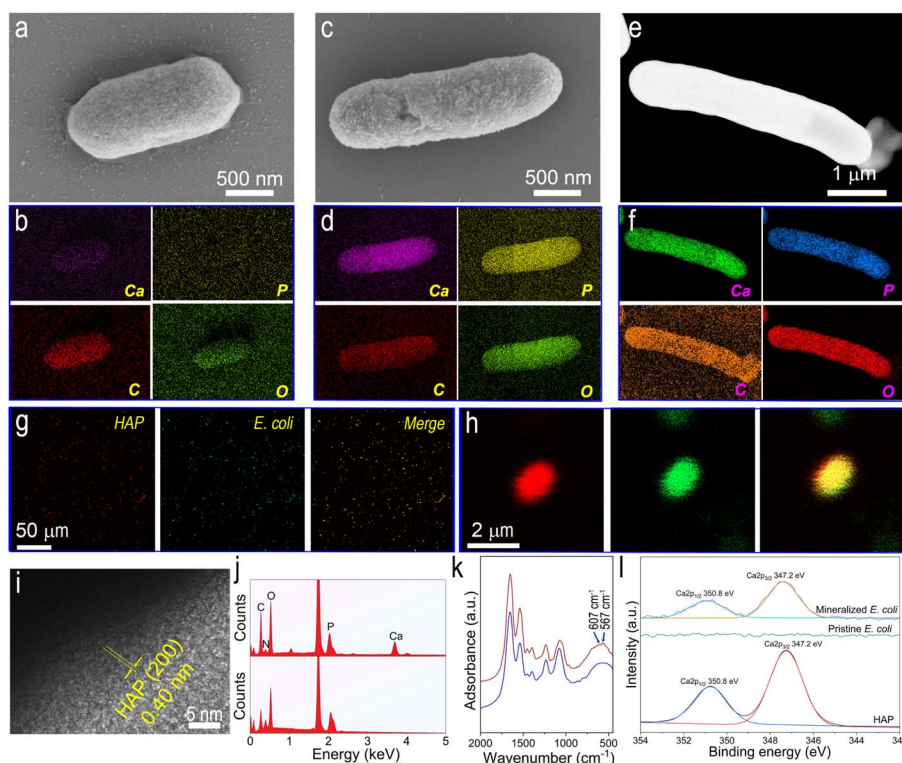 a
500 nm
c
500 nm
e
1 μm
b
Ca
P
C
O
d
Ca
P
C
O
f
Ca
P
C
O
g
HAP
E. coli
Merge
50 μm
h
2 μm
i
HAP (200)
0.40 nm
5 nm
j
Counts
C
O
N
P
Ca
Counts
0 1 2 3 4 5
Energy (keV)
k
Adsorbance (a.u.)
607 cm-1
567 cm-1
2000 1500 1000 500
Wavenumber (cm-1)
l
Intensity (a.u.)
Ca2p3/2 347.2 eV
Ca2p1/2 350.8 eV
Mineralized E. coli
Pristine E. coli
Ca2p3/2 347.2 eV
Ca2p1/2 350.8 eV
HAP
354 352 350 348 346 344 34
Binding energy (eV)